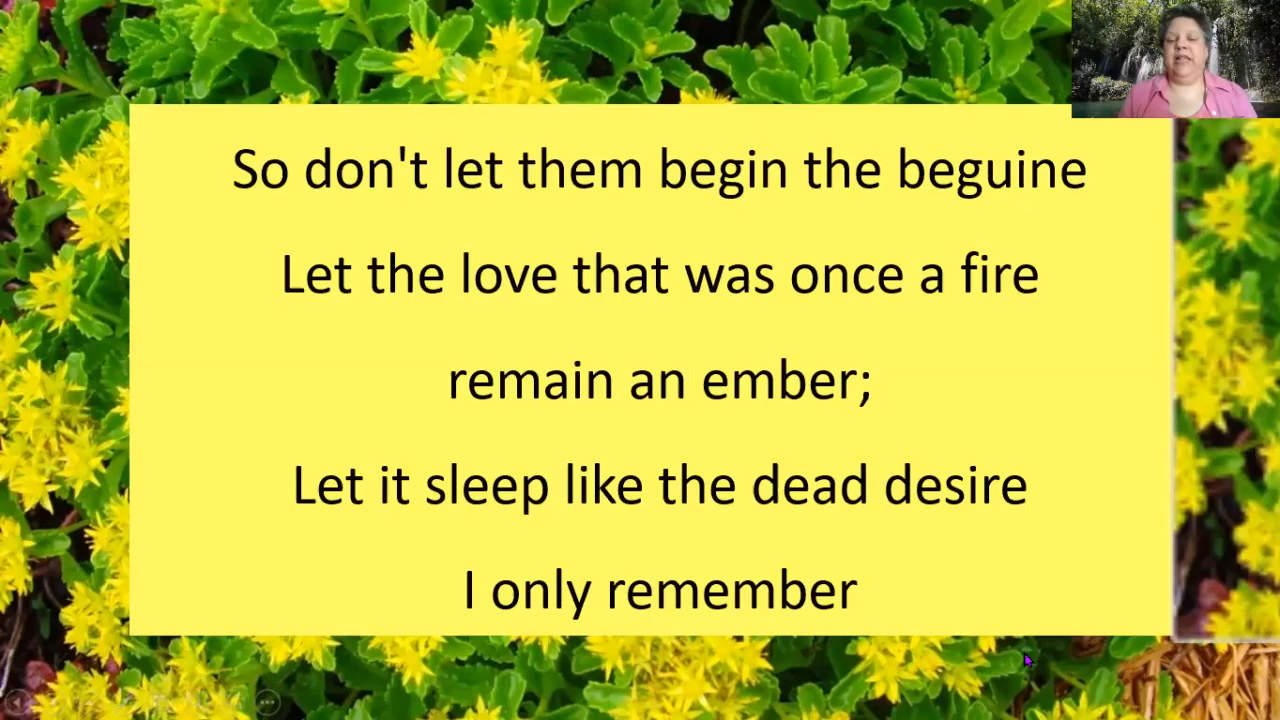 So don't let them begin the beguine
Let the love that was once a fire
remain an ember;
Let it sleep like the dead desire
I only remember